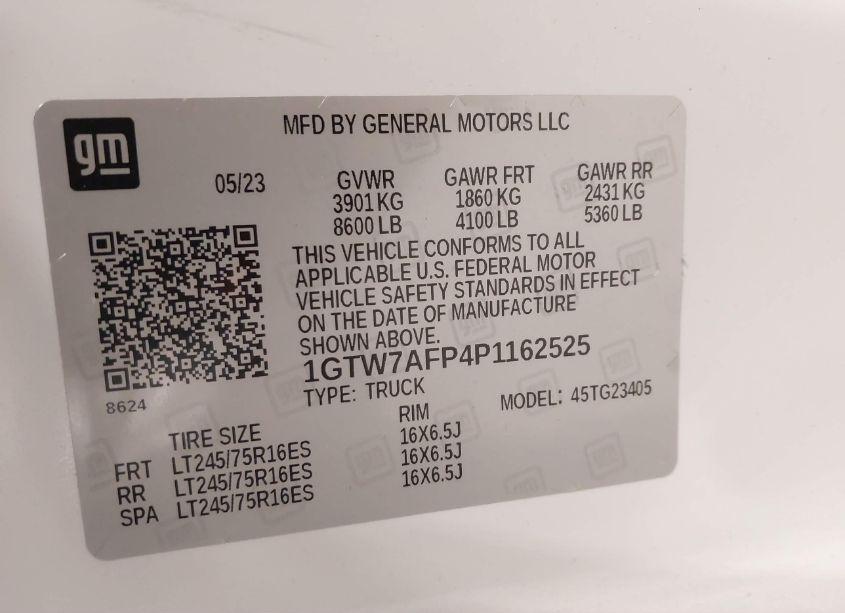 gm
MFD BY GENERAL MOTORS LLC
05/23
GVWR
3901 KG
8600 LB
GAWR FRT
1860 KG
4100 LB
GAWR RR
2431 KG
5360 LB
THIS VEHICLE CONFORMS TO ALL
APPLICABLE U.S. FEDERAL MOTOR
VEHICLE SAFETY STANDARDS IN EFFECT
ON THE DATE OF MANUFACTURE
SHOWN ABOVE.
1GTW7AFP4P1162525
TYPE: TRUCK
MODEL: 45TG23405
8624
TIRE SIZE RIM
FRT LT245/75R16ES 16X6.5J
RR LT245/75R16ES 16X6.5J
SPA LT245/75R16ES 16X6.5J